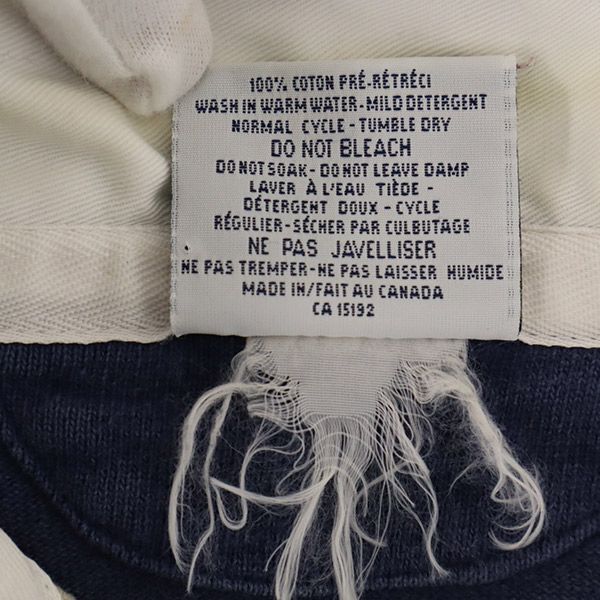 100% COTON PRÉ-RÉTRÉCI
WASH IN WARM WATER-MILD DETERGENT
NORMAL CYCLE-TUMBLE DRY
DO NOT BLEACH
DO NOT SOAK-DO NOT LEAVE DAMP
LAVER À L'EAU TIÈDE -
DÉTERGENT DOUX - CYCLE
RÉGULIER-SÉCHER PAR CULBUTAGE
NE PAS JAVELLISER
NE PAS TREMPER-NE PAS LAISSER HUMIDE
MADE IN/FAIT AU CANADA
CA 15192